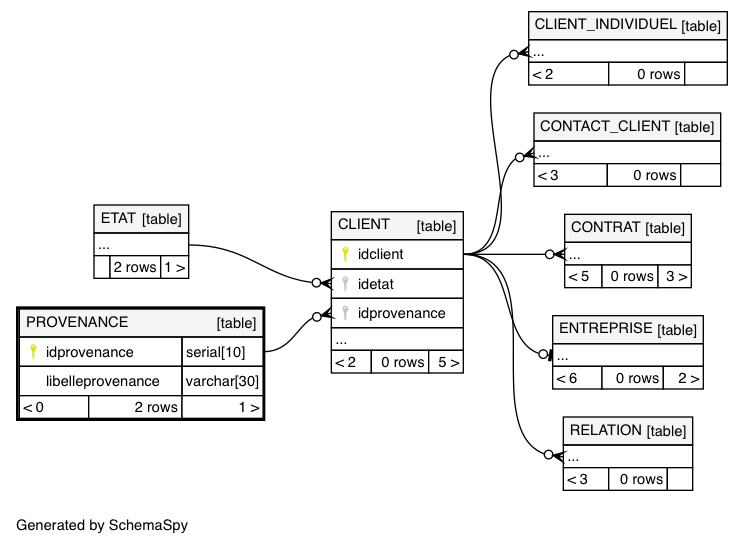 CLIENT_INDIVIDUEL [table]
...
< 2 0 rows
CONTACT_CLIENT [table]
...
< 3 0 rows
ETAT [table]
...
2 rows 1 >
CLIENT [table]
idclient
idetat
idprovenance
...
< 2 0 rows 5 >
CONTRAT [table]
...
< 5 0 rows 3 >
PROVENANCE [table]
idprovenance serial[10]
libelleprovenance varchar[30]
< 0 2 rows 1 >
ENTREPRISE [table]
...
< 6 0 rows 2 >
RELATION [table]
...
< 3 0 rows
Generated by SchemaSpy